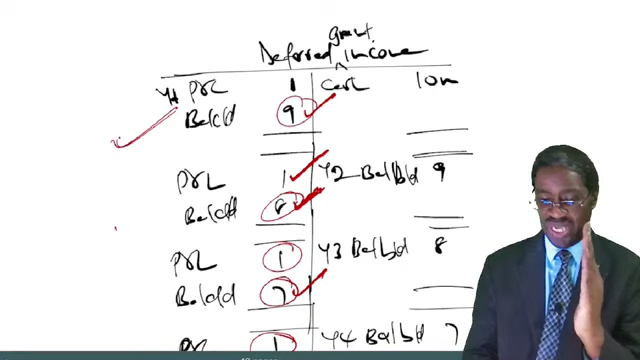 grant
Deferred income
Y1 P&L 1 Cash 10m
Bal c/d 9
P&L 1 Y2 Bal b/d 9
Bal c/d 8
P&L 1 Y3 Bal b/d 8
Bal c/d 7
P&L 1 Y4 Bal b/d 7